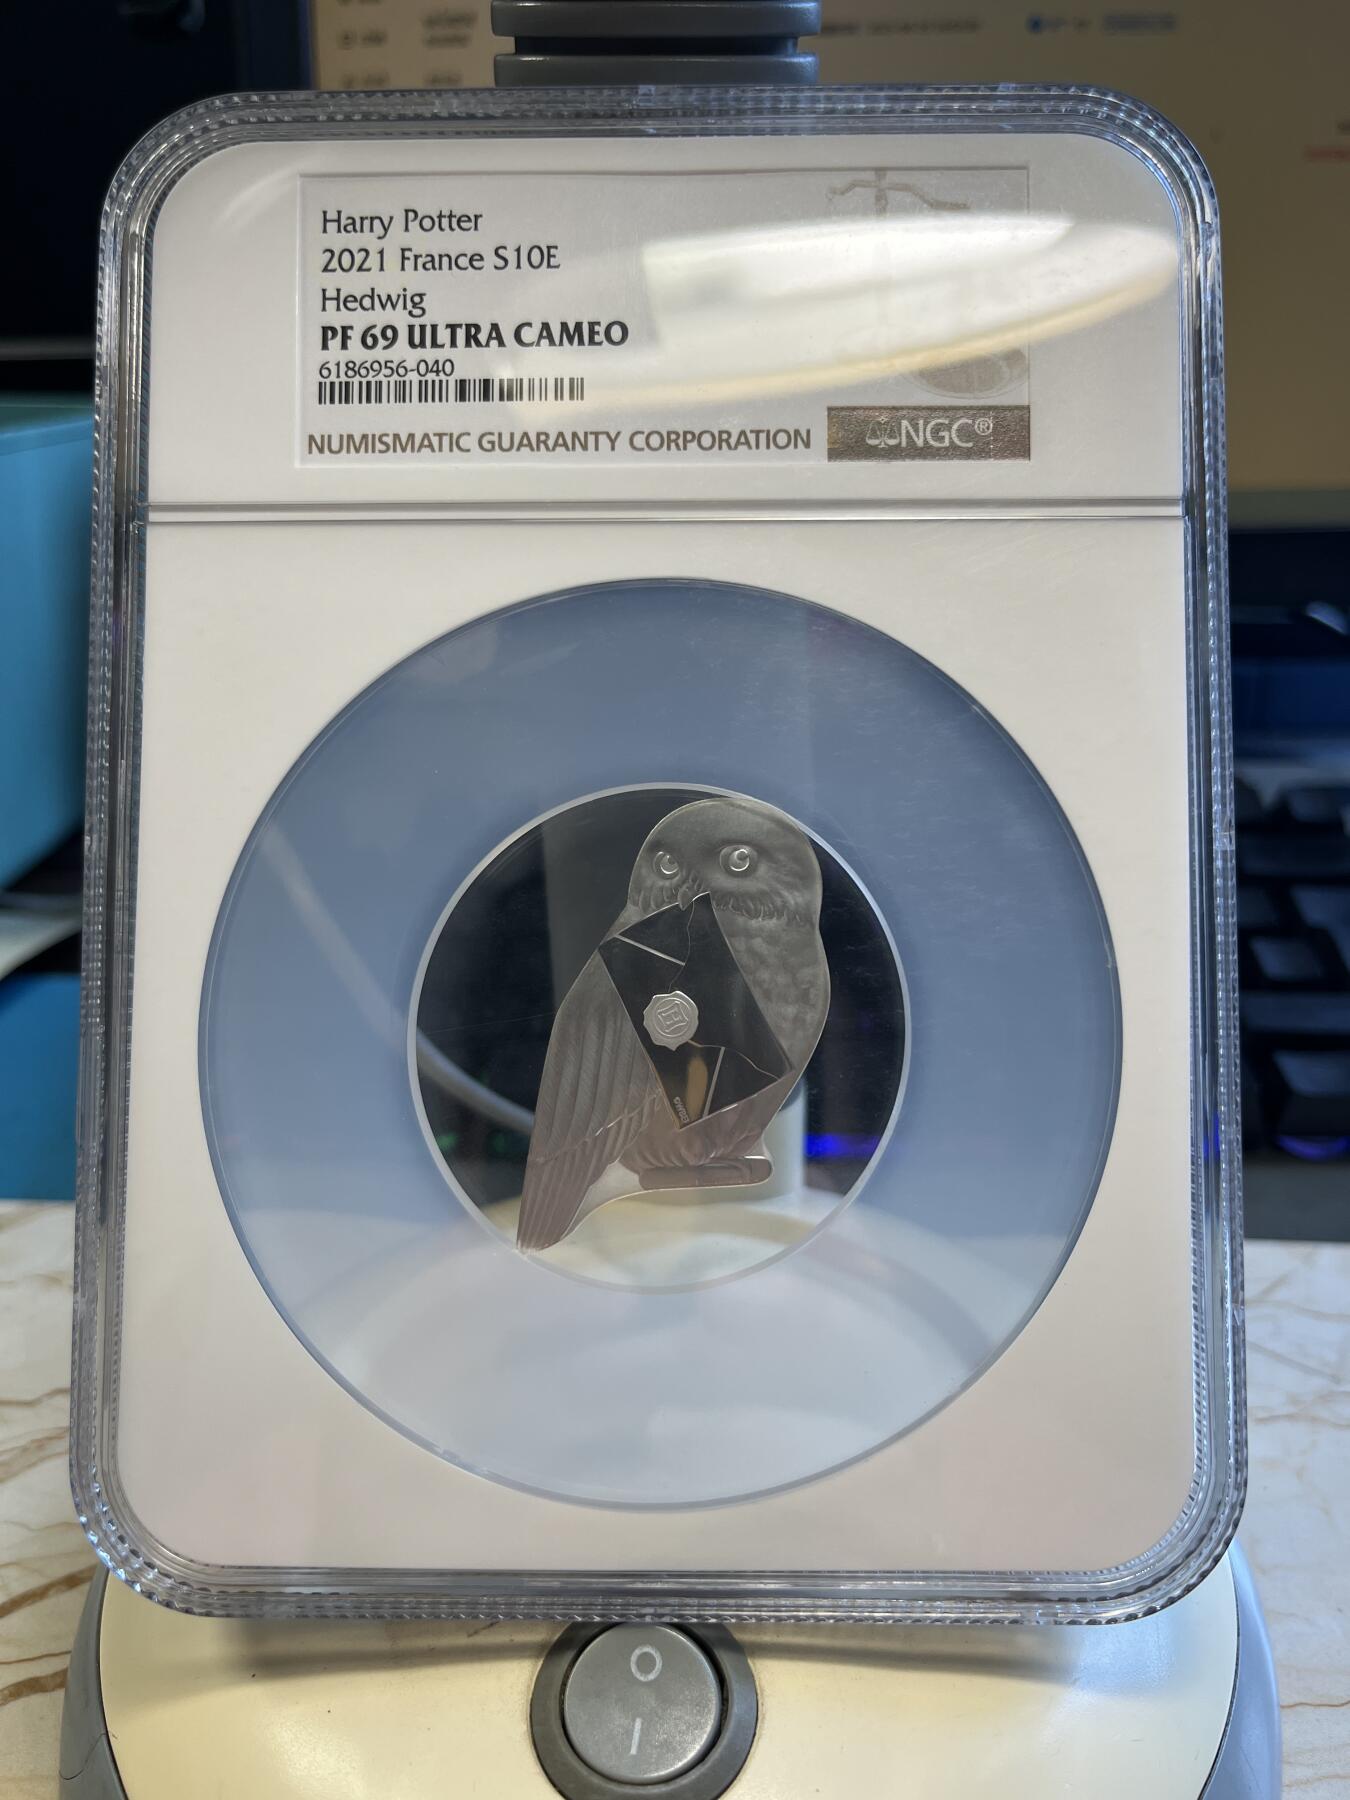 Harry Potter
2021 France S10E
Hedwig
PF 69 ULTRA CAMEO
6186956-040
NUMISMATIC GUARANTY CORPORATION
NGC®
H
O
I